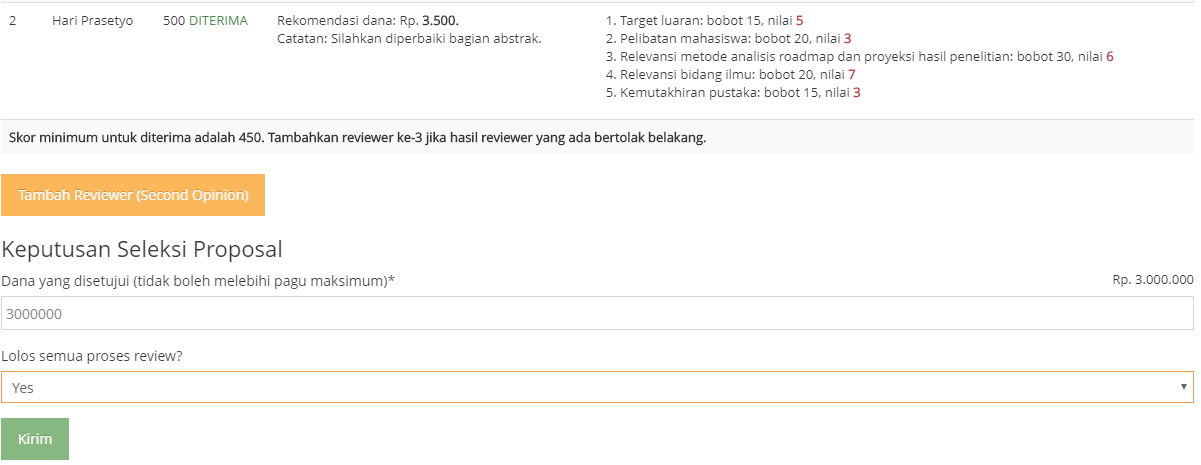 2 Hari Prasetyo 500 DITERIMA Rekomendasi dana: Rp. 3.500.
Catatan: Silahkan diperbaiki bagian abstrak.
1. Target luaran: bobot 15, nilai 5
2. Pelibatan mahasiswa: bobot 20, nilai 3
3. Relevansi metode analisis roadmap dan proyeksi hasil penelitian: bobot 30, nilai 6
4. Relevansi bidang ilmu: bobot 20, nilai 7
5. Kemutakhiran pustaka: bobot 15, nilai 3
Skor minimum untuk diterima adalah 450. Tambahkan reviewer ke-3 jika hasil reviewer yang ada bertolak belakang.
Tambah Reviewer (Second Opinion)
Keputusan Seleksi Proposal
Dana yang disetujui (tidak boleh melebihi pagu maksimum)* Rp. 3.000.000
3000000
Lolos semua proses review?
Yes
Kirim